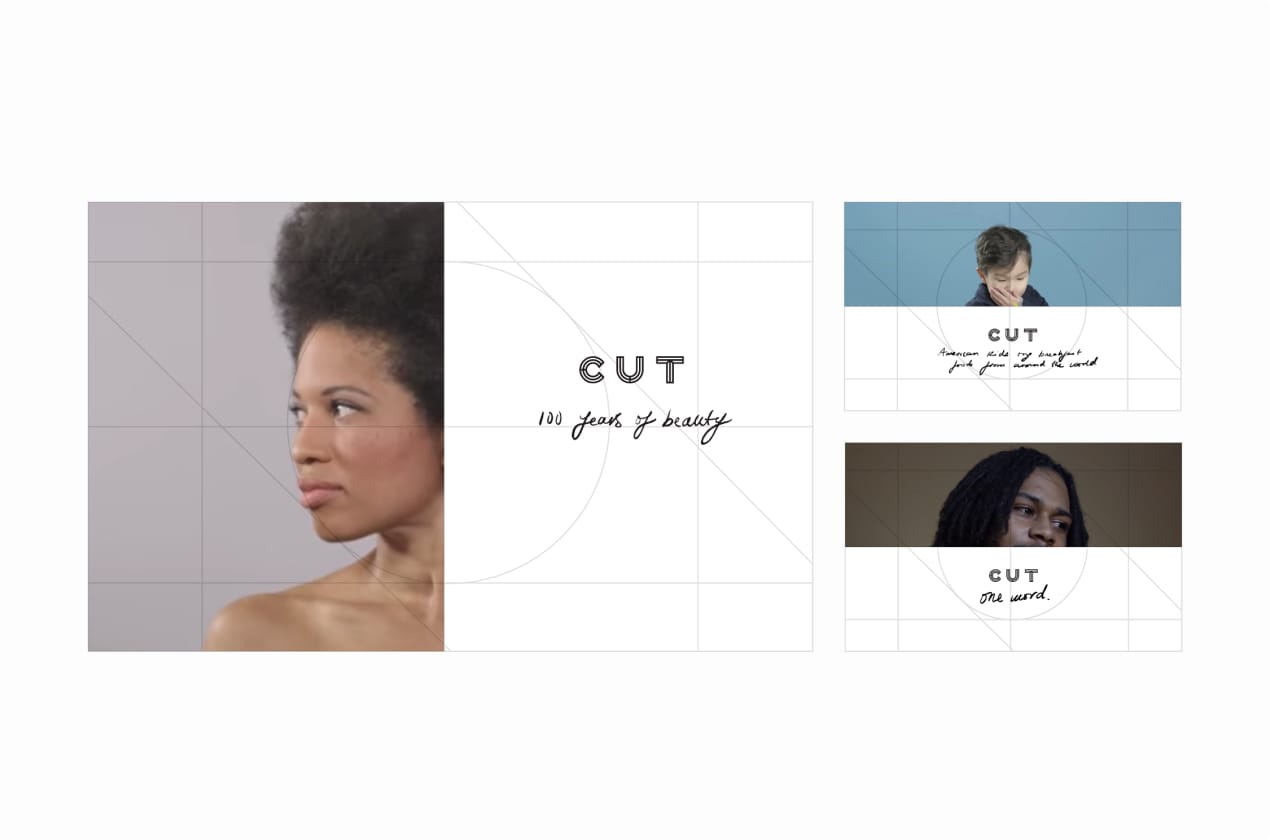 CUT
100 years of beauty
CUT
American kids try breakfast
foods from around the world
CUT
one word.